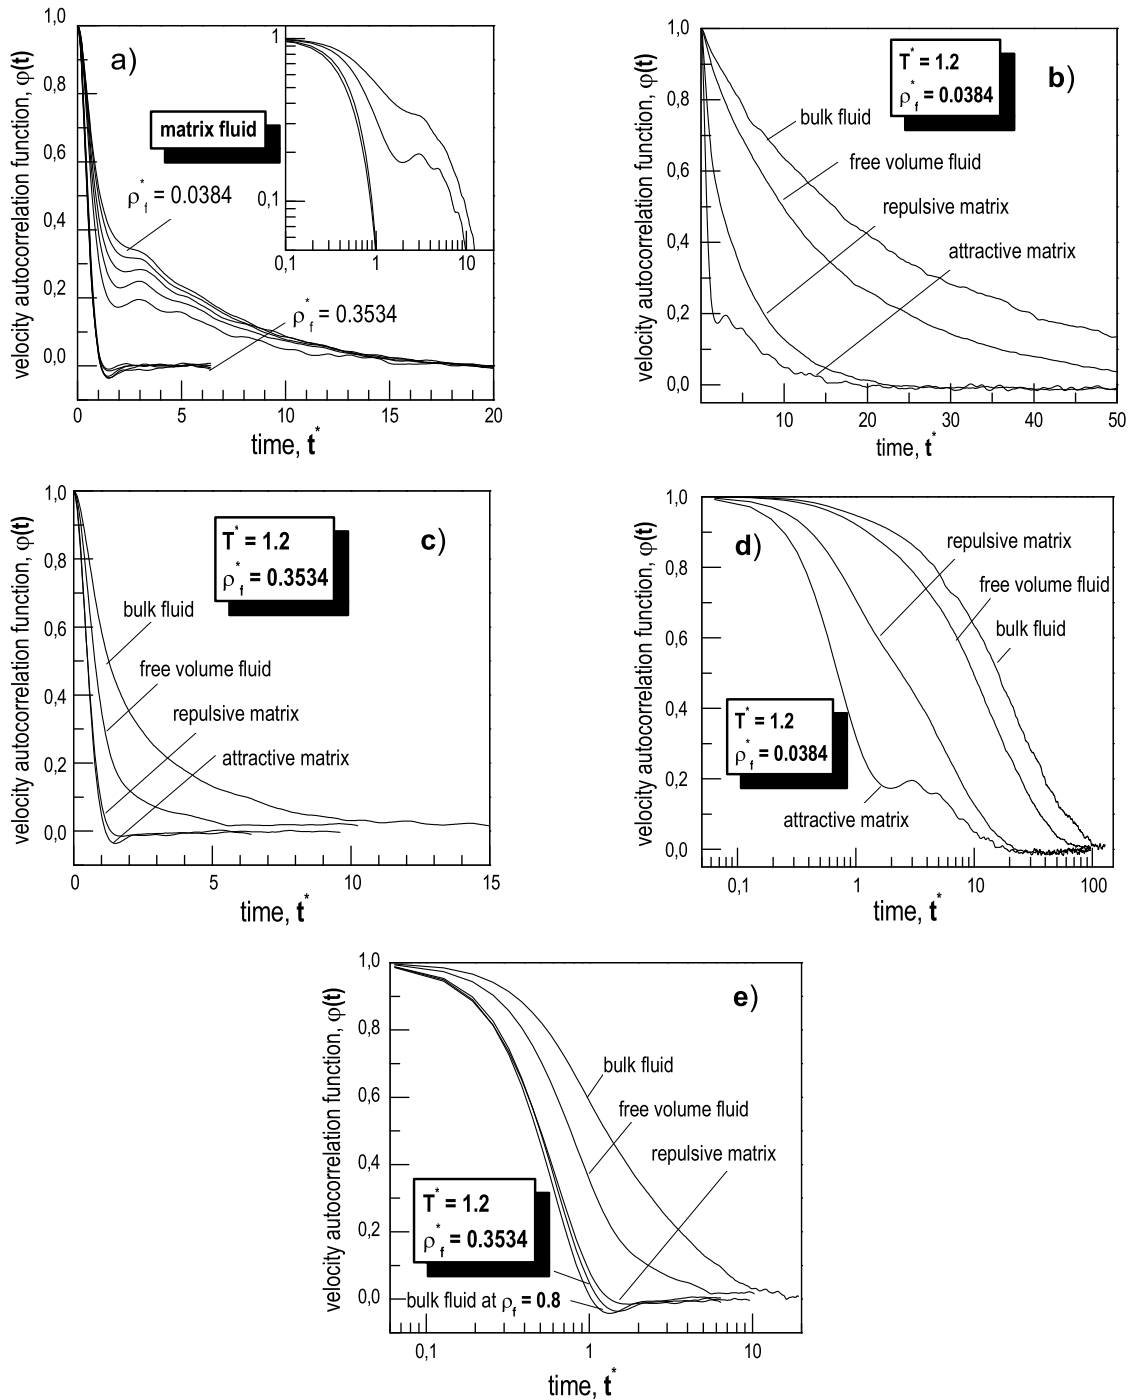 a)
velocity autocorrelation function, φ(t)
1,0
0,8
0,6
0,4
0,2
0,0
matrix fluid
ρ*f = 0.0384
ρ*f = 0.3534
1
0,1
0,1 1 10
0 5 10 15 20
time, t*
b)
velocity autocorrelation function, φ(t)
1,0
0,8
0,6
0,4
0,2
0,0
T* = 1.2
ρ*f = 0.0384
bulk fluid
free volume fluid
repulsive matrix
attractive matrix
10 20 30 40 50
time, t*
c)
velocity autocorrelation function, φ(t)
1,0
0,8
0,6
0,4
0,2
0,0
T* = 1.2
ρ*f = 0.3534
bulk fluid
free volume fluid
repulsive matrix
attractive matrix
0 5 10 15
time, t*
d)
velocity autocorrelation function, φ(t)
1,0
0,8
0,6
0,4
0,2
0,0
repulsive matrix
free volume fluid
bulk fluid
T* = 1.2
ρ*f = 0.0384
attractive matrix
0,1 1 10 100
time, t*
e)
velocity autocorrelation function, φ(t)
1,0
0,8
0,6
0,4
0,2
0,0
bulk fluid
free volume fluid
repulsive matrix
T* = 1.2
ρ*f = 0.3534
bulk fluid at ρf = 0.8
0,1 1 10
time, t*